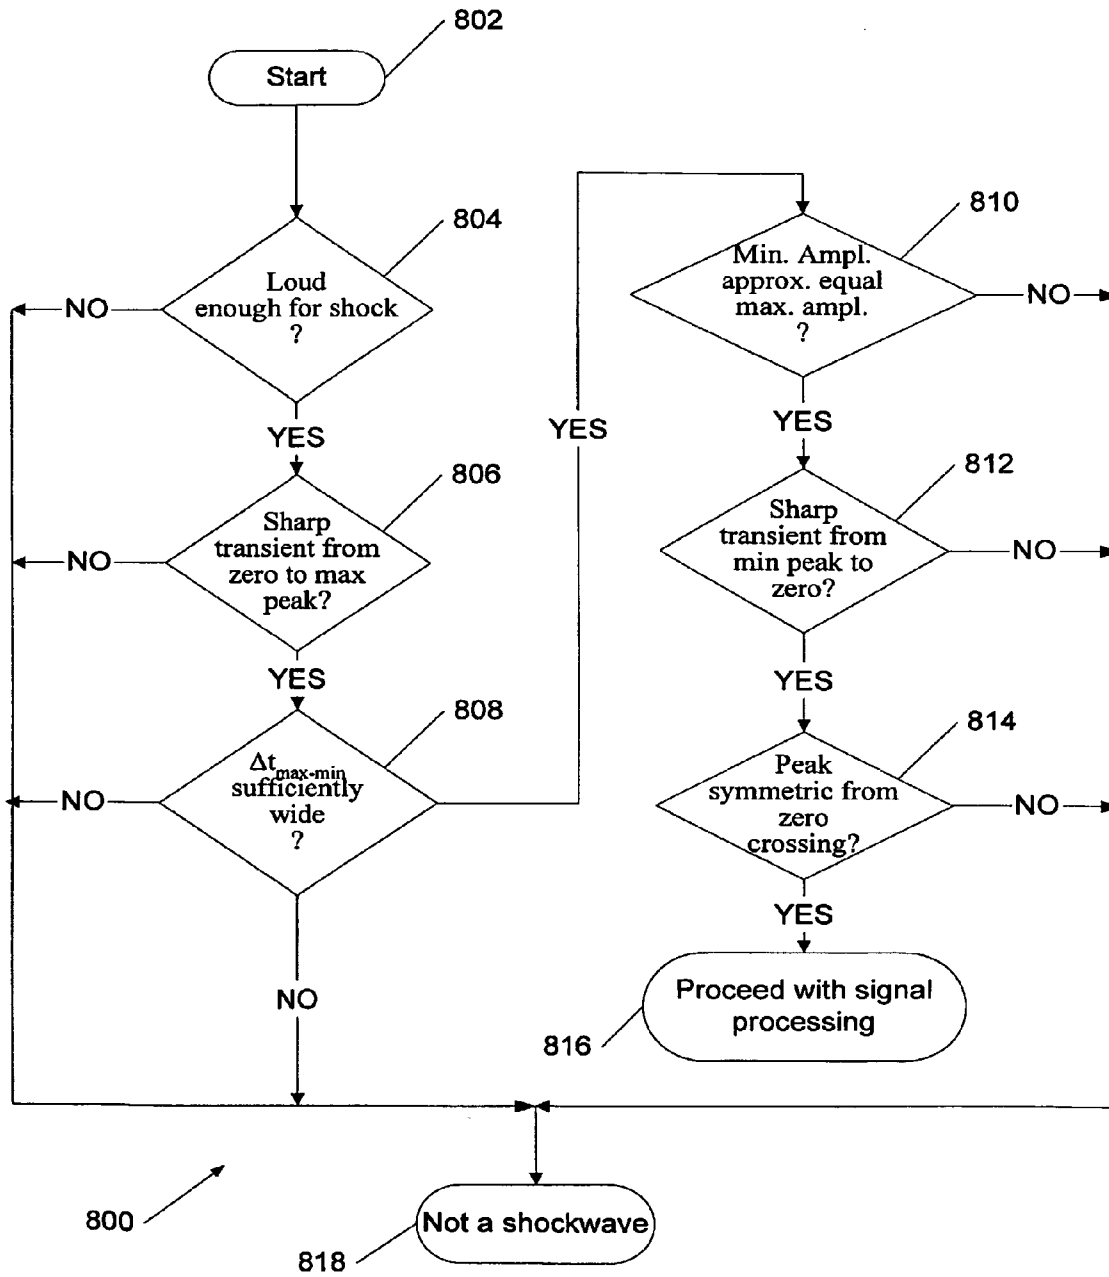 802
Start
804
Loud
enough for shock
?
NO
YES
806
Sharp
transient from
zero to max
peak?
NO
YES
808
Δt max-min
sufficiently
wide
?
NO
NO
YES
810
Min. Ampl.
approx. equal
max. ampl.
?
NO
YES
812
Sharp
transient from
min peak to
zero?
NO
YES
814
Peak
symmetric from
zero
crossing?
NO
YES
Proceed with signal
processing
816
800
Not a shockwave
818